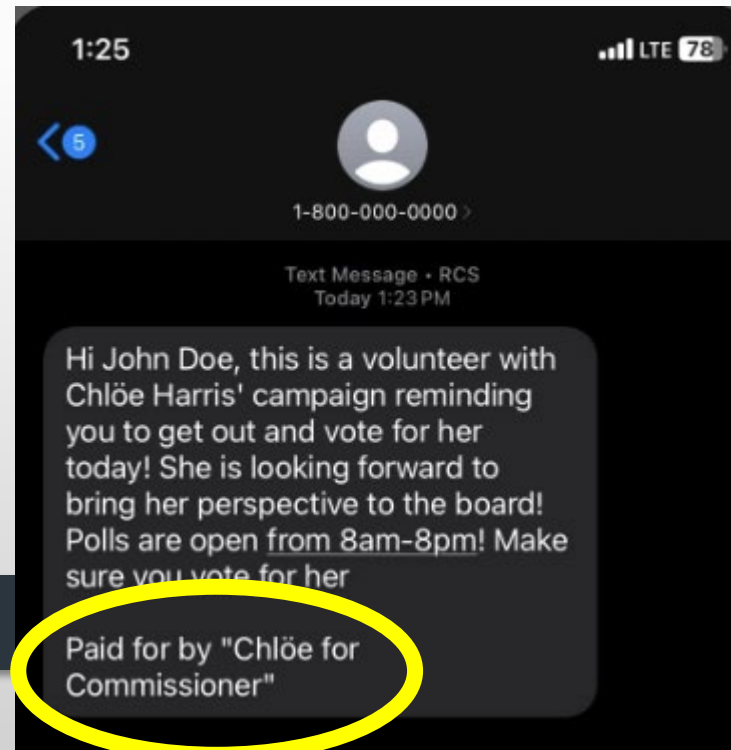 1:25
LTE 78
5
1-800-000-0000 >
Text Message • RCS
Today 1:23 PM
Hi John Doe, this is a volunteer with
Chlöe Harris' campaign reminding
you to get out and vote for her
today! She is looking forward to
bring her perspective to the board!
Polls are open from 8am-8pm! Make
sure you vote for her
Paid for by "Chlöe for
Commissioner"